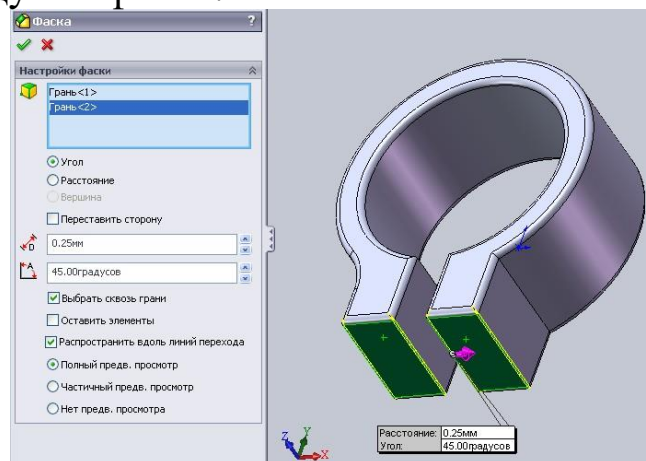 Фаска ?
Настройки фаски
Грань<1>
Грань<2>
Угол
Расстояние
Вершина
Переставить сторону
D
0.25мм
A
45.00градусов
Выбрать сквозь грани
Оставить элементы
Распространить вдоль линий перехода
Полный предв. просмотр
Частичный предв. просмотр
Нет предв. просмотра
Расстояние: 0.25мм
Угол: 45.00градусов
Z Y X